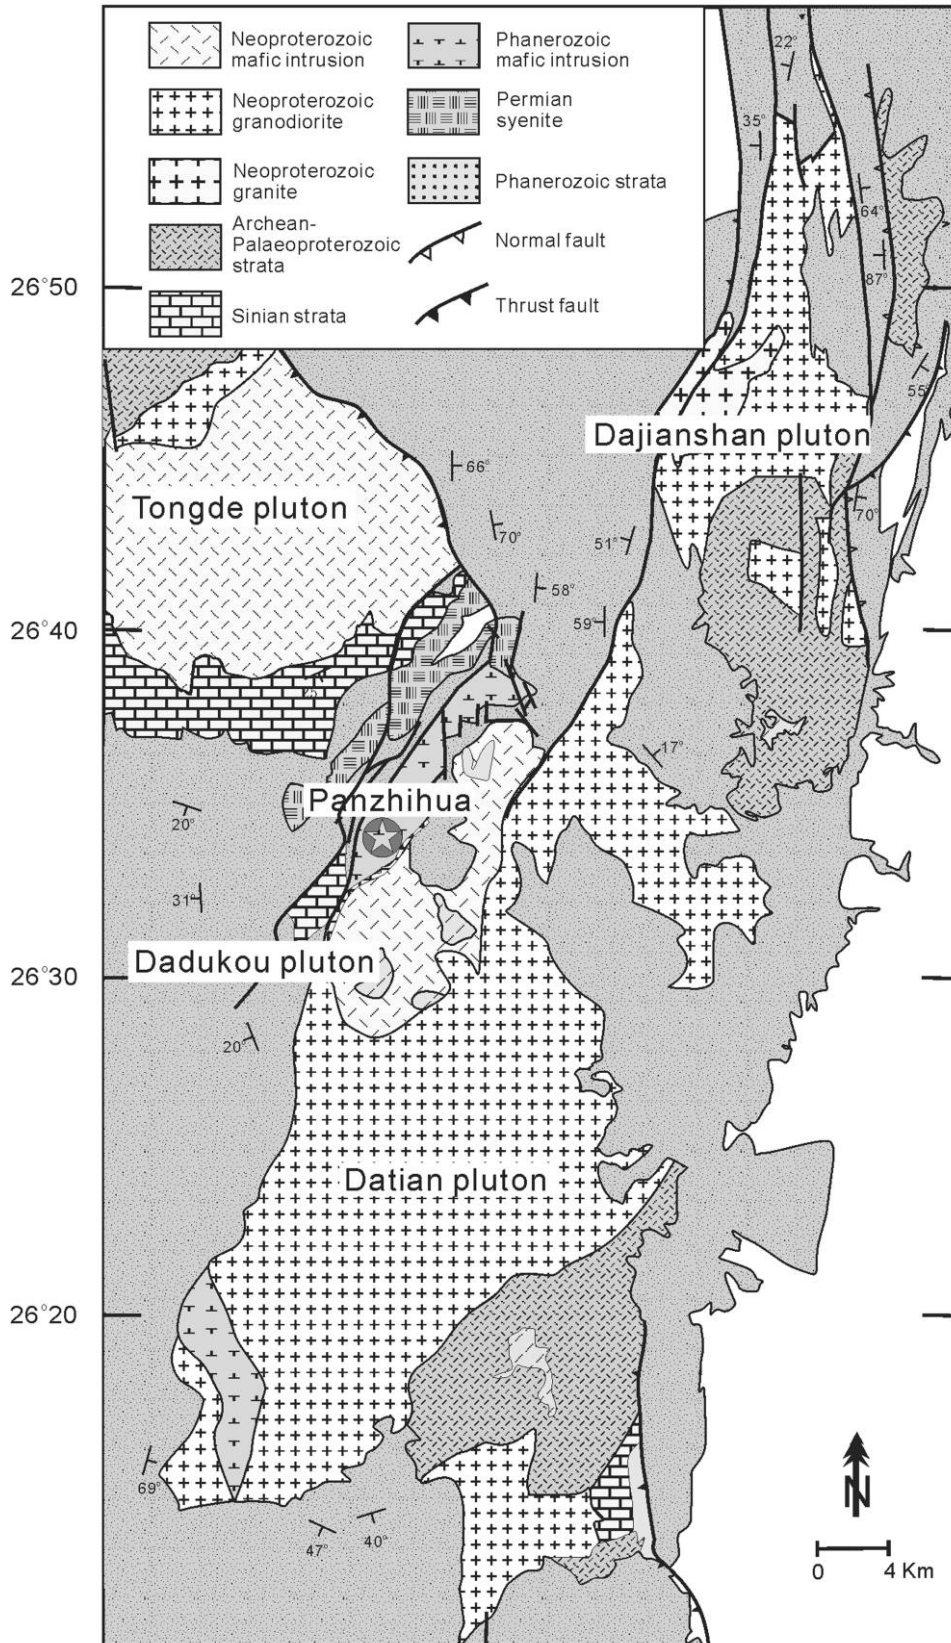 Neoproterozoic
mafic intrusion
Neoproterozoic
granodiorite
Neoproterozoic
granite
Archean-
Palaeoproterozoic
strata
Sinian strata
Phanerozoic
mafic intrusion
Permian
syenite
Phanerozoic strata
Normal fault
Thrust fault
22°
35°
64°
87°
26°50
55°
Dajianshan pluton
66°
Tongde pluton
70°
70°
51°
58°
26°40
59°
25°
17°
Panzhihua
20°
31°
Dadukou pluton
26°30
20°
Datian pluton
26°20
69°
47°
40°
N
0
4 Km